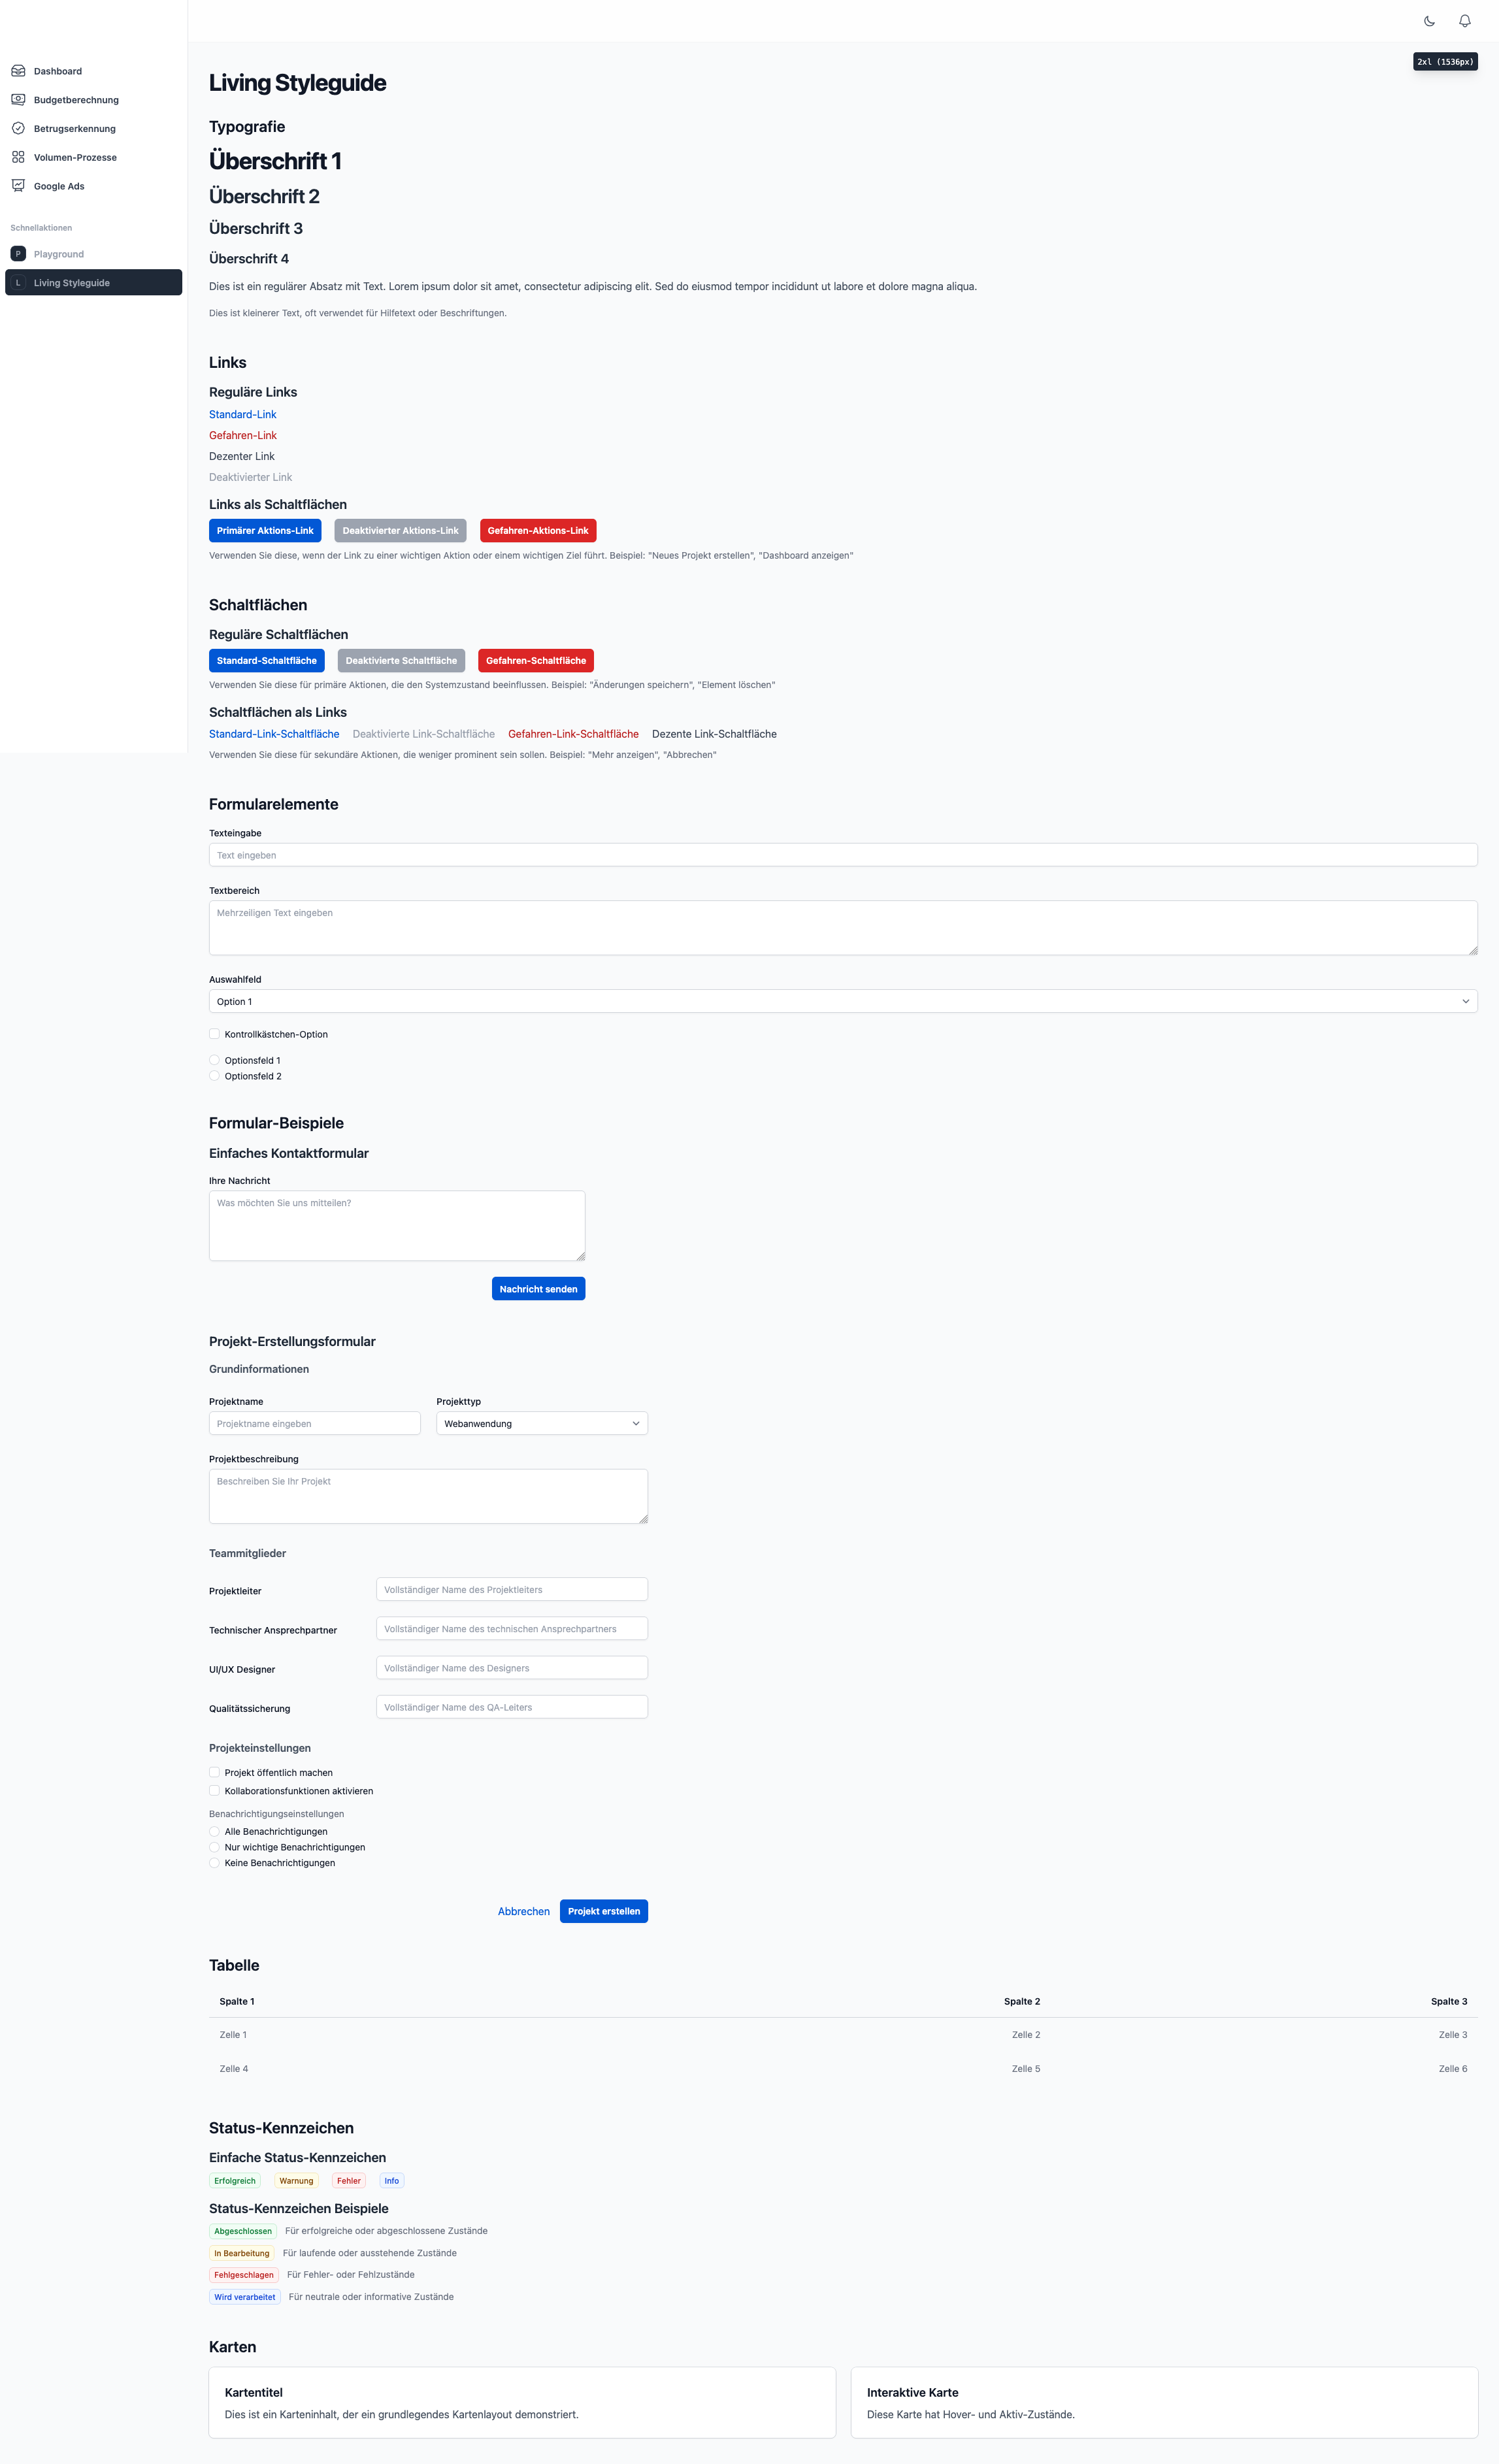 2xl (1536px)
Dashboard
Budgetberechnung
Betrugserkennung
Volumen-Prozesse
Google Ads
Schnellaktionen
P Playground
L Living Styleguide
Living Styleguide
Typografie
Überschrift 1
Überschrift 2
Überschrift 3
Überschrift 4
Dies ist ein regulärer Absatz mit Text. Lorem ipsum dolor sit amet, consectetur adipiscing elit. Sed do eiusmod tempor incididunt ut labore et dolore magna aliqua.
Dies ist kleinerer Text, oft verwendet für Hilfetext oder Beschriftungen.
Links
Reguläre Links
Standard-Link
Gefahren-Link
Dezenter Link
Deaktivierter Link
Links als Schaltflächen
Primärer Aktions-Link Deaktivierter Aktions-Link Gefahren-Aktions-Link
Verwenden Sie diese, wenn der Link zu einer wichtigen Aktion oder einem wichtigen Ziel führt. Beispiel: "Neues Projekt erstellen", "Dashboard anzeigen"
Schaltflächen
Reguläre Schaltflächen
Standard-Schaltfläche Deaktivierte Schaltfläche Gefahren-Schaltfläche
Verwenden Sie diese für primäre Aktionen, die den Systemzustand beeinflussen. Beispiel: "Änderungen speichern", "Element löschen"
Schaltflächen als Links
Standard-Link-Schaltfläche Deaktivierte Link-Schaltfläche Gefahren-Link-Schaltfläche Dezente Link-Schaltfläche
Verwenden Sie diese für sekundäre Aktionen, die weniger prominent sein sollen. Beispiel: "Mehr anzeigen", "Abbrechen"
Formularelemente
Texteingabe
Text eingeben
Textbereich
Mehrzeiligen Text eingeben
Auswahlfeld
Option 1
Kontrollkästchen-Option
Optionsfeld 1
Optionsfeld 2
Formular-Beispiele
Einfaches Kontaktformular
Ihre Nachricht
Was möchten Sie uns mitteilen?
Nachricht senden
Projekt-Erstellungsformular
Grundinformationen
Projektname Projekttyp
Projektname eingeben Webanwendung
Projektbeschreibung
Beschreiben Sie Ihr Projekt
Teammitglieder
Projektleiter Vollständiger Name des Projektleiters
Technischer Ansprechpartner Vollständiger Name des technischen Ansprechpartners
UI/UX Designer Vollständiger Name des Designers
Qualitätssicherung Vollständiger Name des QA-Leiters
Projekteinstellungen
Projekt öffentlich machen
Kollaborationsfunktionen aktivieren
Benachrichtigungseinstellungen
Alle Benachrichtigungen
Nur wichtige Benachrichtigungen
Keine Benachrichtigungen
Abbrechen Projekt erstellen
Tabelle
Spalte 1 Spalte 2 Spalte 3
Zelle 1 Zelle 2 Zelle 3
Zelle 4 Zelle 5 Zelle 6
Status-Kennzeichen
Einfache Status-Kennzeichen
Erfolgreich Warnung Fehler Info
Status-Kennzeichen Beispiele
Abgeschlossen Für erfolgreiche oder abgeschlossene Zustände
In Bearbeitung Für laufende oder ausstehende Zustände
Fehlgeschlagen Für Fehler- oder Fehlzustände
Wird verarbeitet Für neutrale oder informative Zustände
Karten
Kartentitel
Dies ist ein Karteninhalt, der ein grundlegendes Kartenlayout demonstriert.
Interaktive Karte
Diese Karte hat Hover- und Aktiv-Zustände.